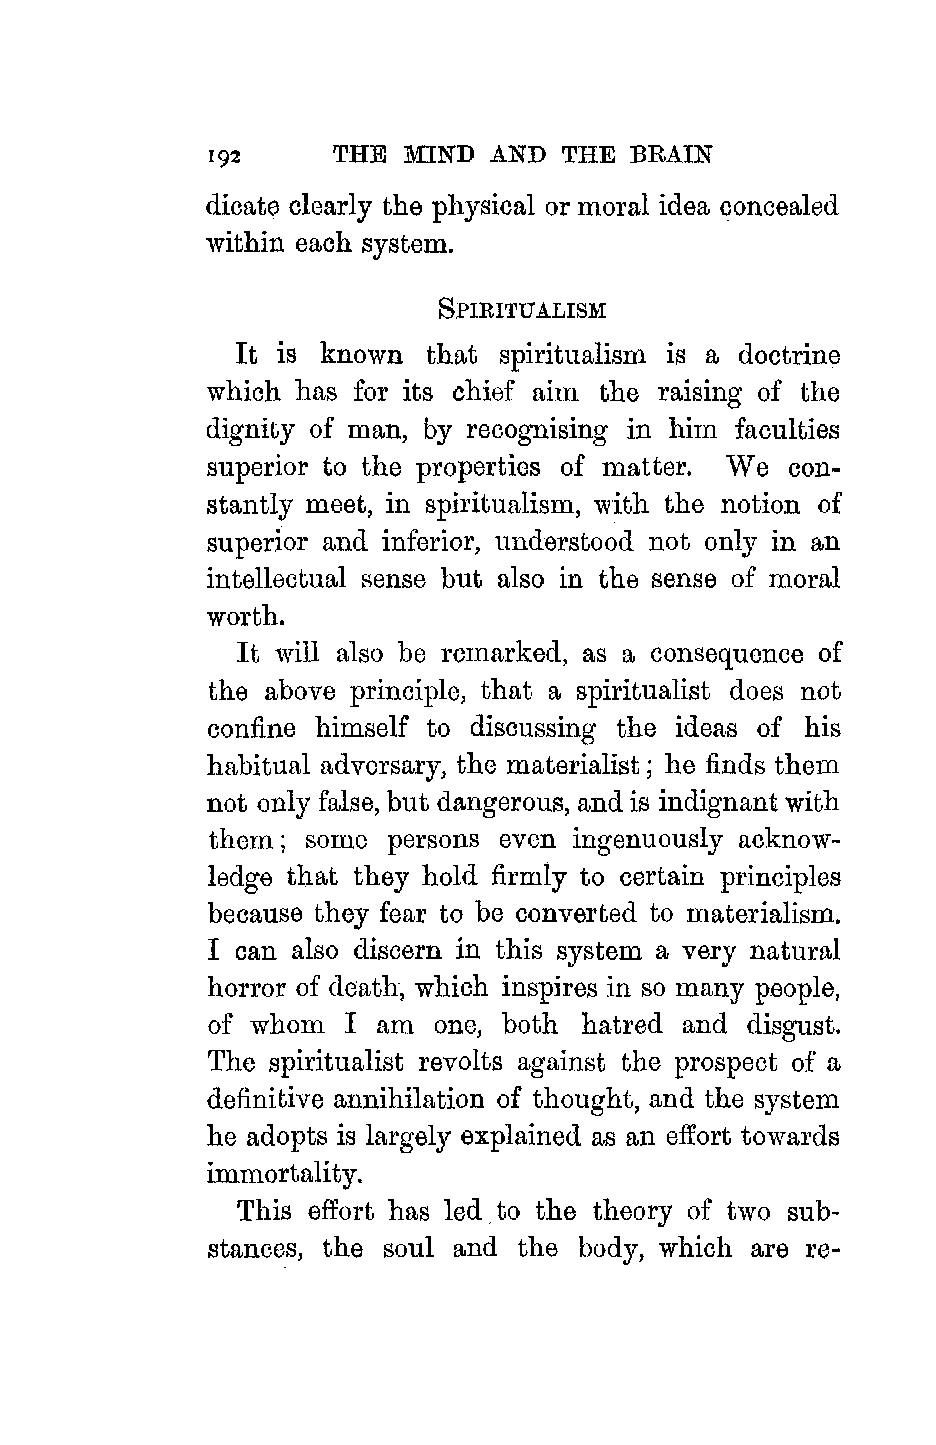 192 THE MIND AND THE BRAIN
dicate clearly the physical or moral idea concealed
within each system.
SPIRITUALISM
It is known that spiritualism is a doctrine
which has for its chief aim the raising of the
dignity of man, by recognising in him faculties
superior to the properties of matter. We con-
stantly meet, in spiritualism, with the notion of
superior and inferior, understood not only in an
intellectual sense but also in the sense of moral
worth.
It will also be remarked, as a consequence of
the above principle, that a spiritualist does not
confine himself to discussing the ideas of his
habitual adversary, the materialist; he finds them
not only false, but dangerous, and is indignant with
them; some persons even ingenuously acknow-
ledge that they hold firmly to certain principles
because they fear to be converted to materialism.
I can also discern in this system a very natural
horror of death, which inspires in so many people,
of whom I am one, both hatred and disgust.
The spiritualist revolts against the prospect of a
definitive annihilation of thought, and the system
he adopts is largely explained as an effort towards
immortality.
This effort has led to the theory of two sub-
stances, the soul and the body, which are re-